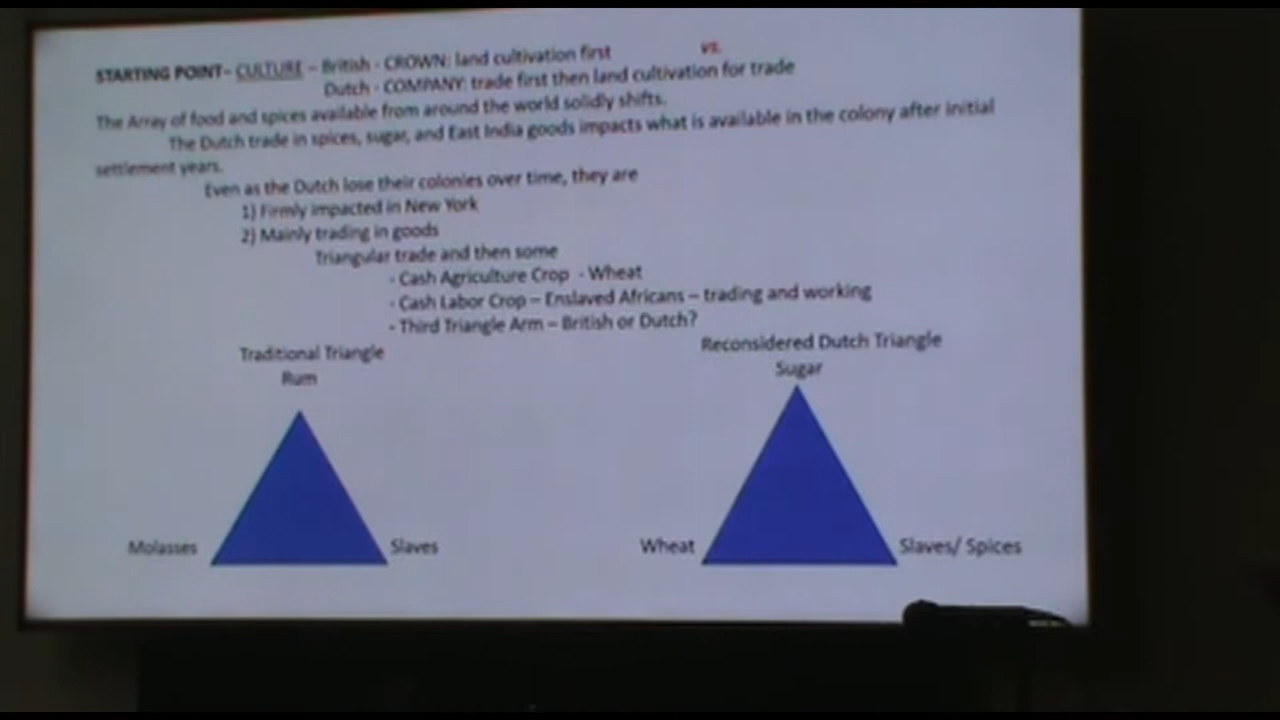 STARTING POINT– CULTURE – British - CROWN: land cultivation first vs.
Dutch - COMPANY: trade first then land cultivation for trade
The Array of food and spices available from around the world solidly shifts.
The Dutch trade in spices, sugar, and East India goods impacts what is available in the colony after initial
settlement years.
Even as the Dutch lose their colonies over time, they are
1) Firmly impacted in New York
2) Mainly trading in goods
Triangular trade and then some
- Cash Agriculture Crop - Wheat
- Cash Labor Crop – Enslaved Africans – trading and working
- Third Triangle Arm – British or Dutch?
Traditional Triangle
Rum
Molasses
Slaves
Reconsidered Dutch Triangle
Sugar
Wheat
Slaves/ Spices